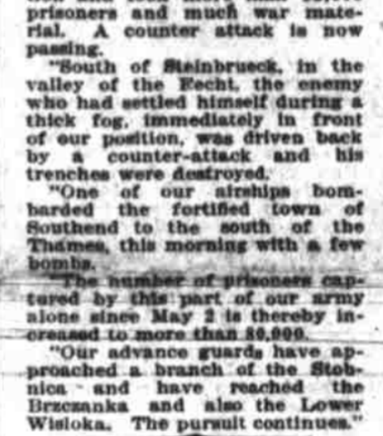 prisoners and much war mate-
rial. A counter attack is now
passing.
"South of Steinbrueck, in the
valley of the Fecht, the enemy
who had settled himself during a
thick fog, immediately in front
of our position, was driven back
by a counter-attack and his
trenches were destroyed.
"One of our airships bom-
barded the fortified town of
Southend to the south of the
Thames, this morning with a few
bombs.
"The number of prisoners cap-
tured by this part of our army
alone since May 2 is thereby in-
creased to more than 80,000.
"Our advance guards have ap-
proached a branch of the Stob-
nica and have reached the
Brzczanka and also the Lower
Wisloka. The pursuit continues."